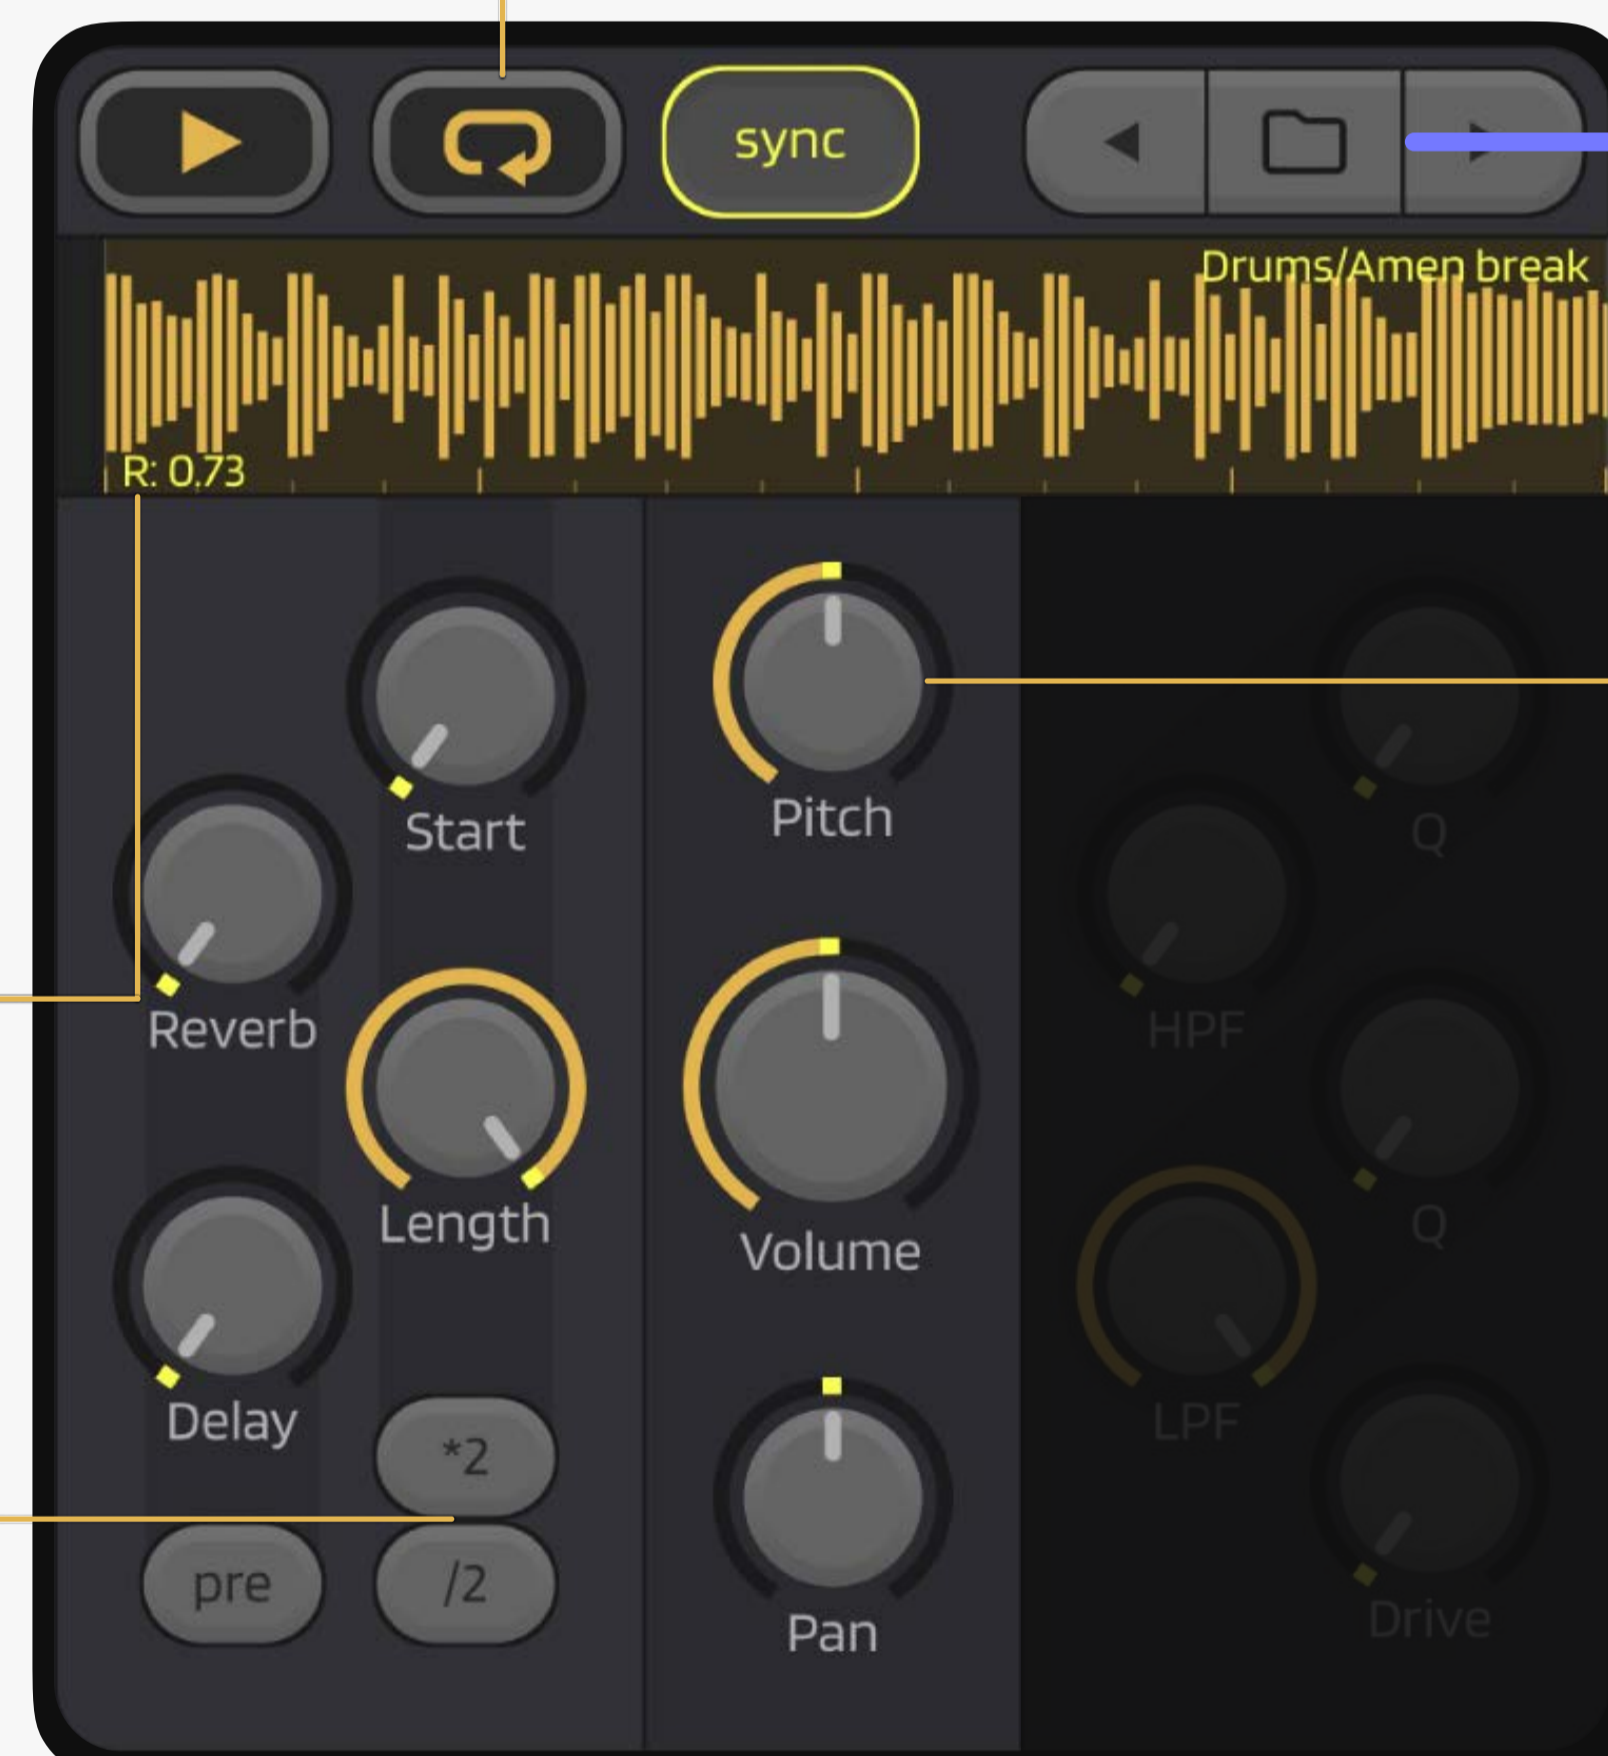 sync
Drums/Amen break
R: 0.73
Start
Pitch
Q
Reverb
HPF
Length
Volume
Q
Delay
LPF
*2
pre
/2
Pan
Drive